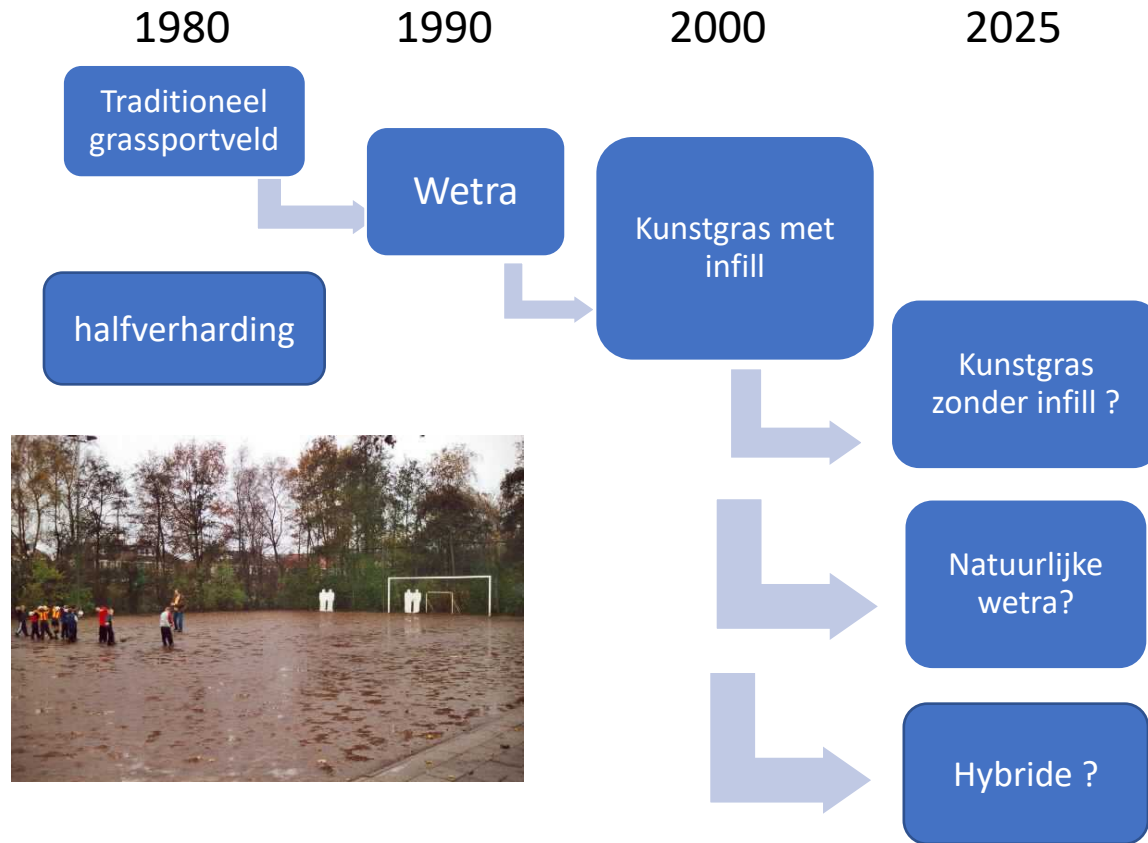 1980
1990
2000
2025
Traditioneel
grassportveld
Wetra
Kunstgras met
infill
halfverharding
Kunstgras
zonder infill ?
Natuurlijke
wetra?
Hybride ?